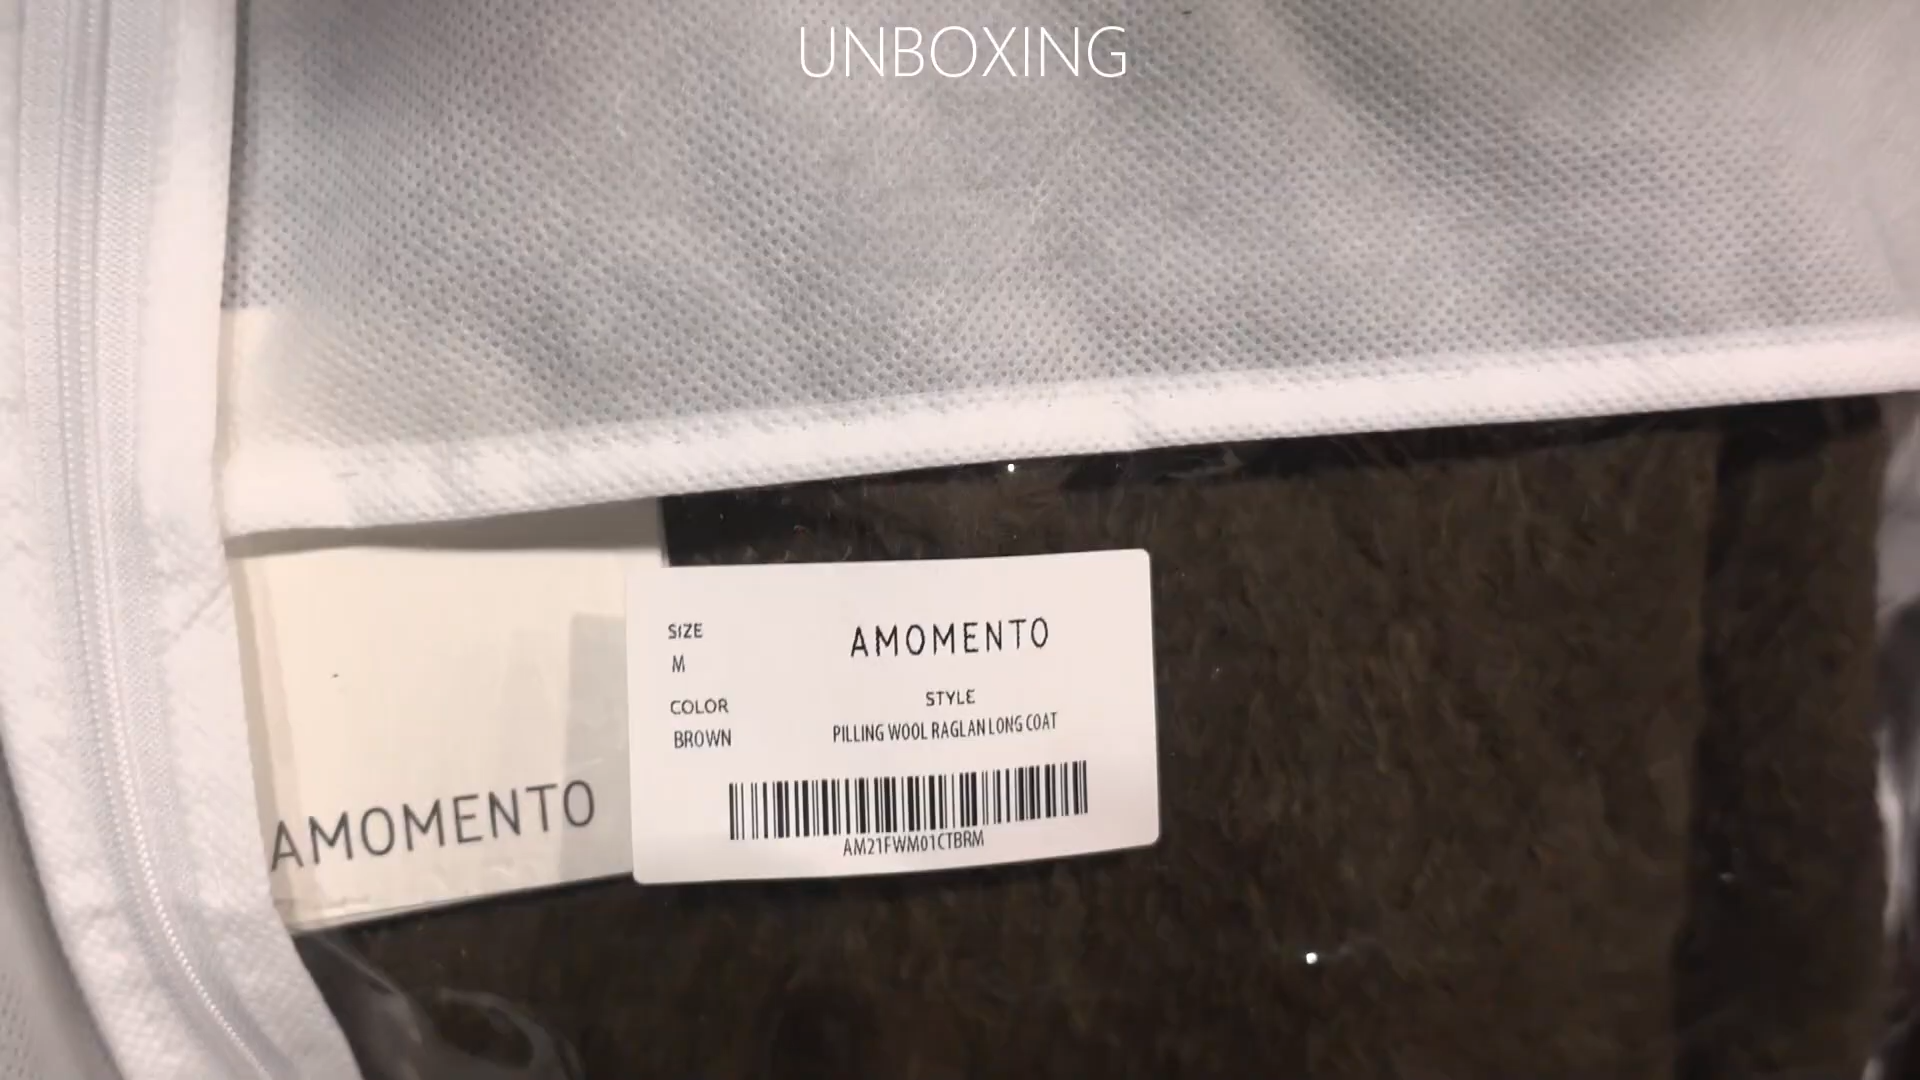 UNBOXING
AMOMENTO
SIZE
M
COLOR
BROWN
AMOMENTO
STYLE
PILLING WOOL RAGLAN LONG COAT
AM21FWM01CTBRM